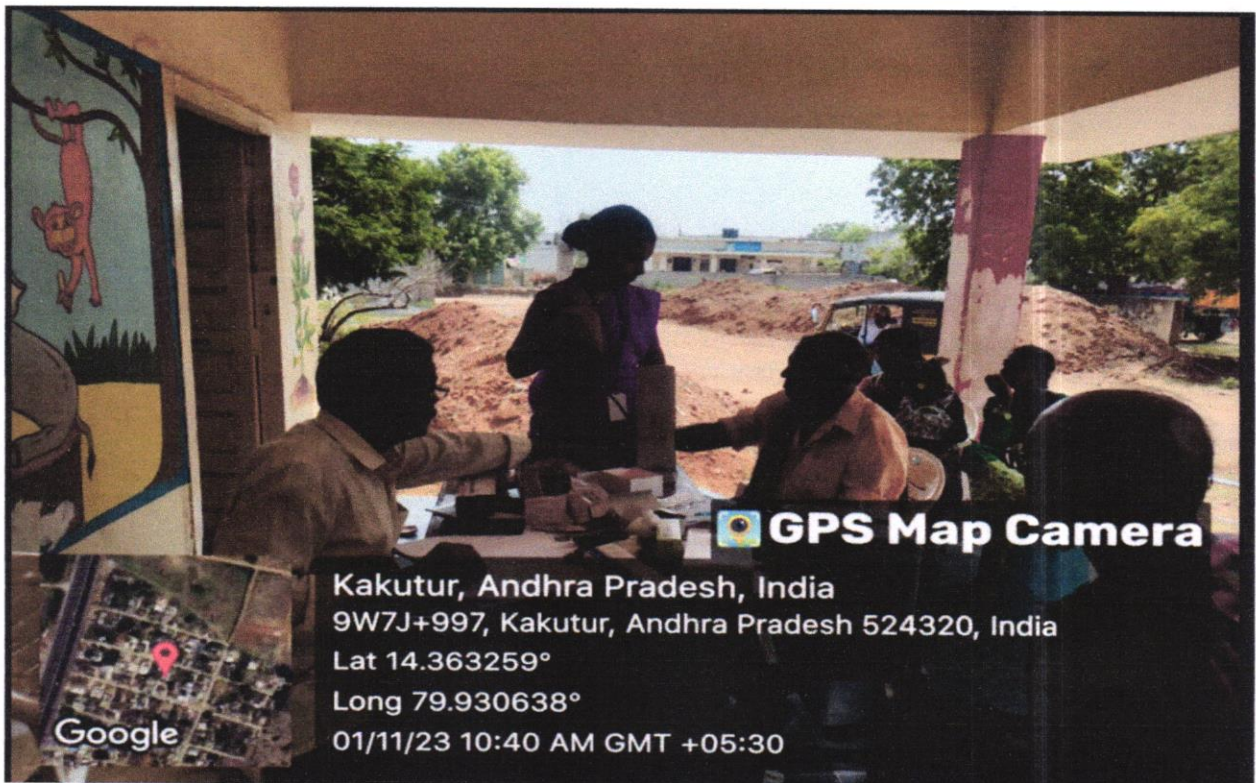 GPS Map Camera
Kakutur, Andhra Pradesh, India
9W7J+997, Kakutur, Andhra Pradesh 524320, India
Lat 14.363259°
Long 79.930638°
01/11/23 10:40 AM GMT +05:30
Google